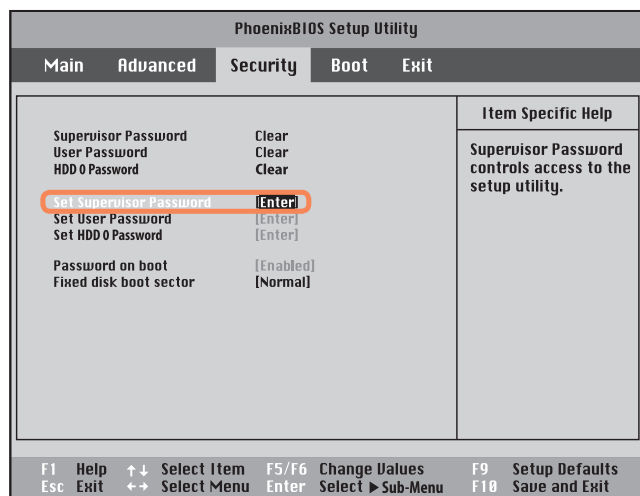 PhoenixBIOS Setup Utility
Main Advanced Security Boot Exit
Item Specific Help
Supervisor Password Clear
User Password Clear
HDD 0 Password Clear
Set Supervisor Password [Enter]
Set User Password [Enter]
Set HDD 0 Password [Enter]
Password on boot [Enabled]
Fixed disk boot sector [Normal]
Supervisor Password
controls access to the
setup utility.
F1 Help ↑↓ Select Item F5/F6 Change Values F9 Setup Defaults
Esc Exit ←→ Select Menu Enter Select ▶Sub-Menu F10 Save and Exit